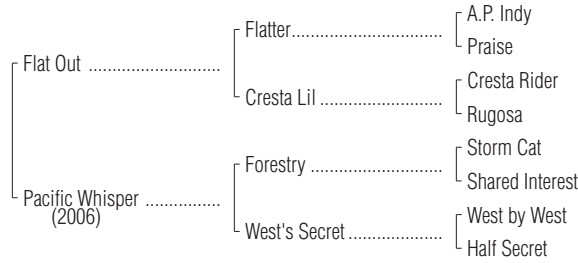 A.P. Indy
Flatter
Praise
Flat Out
Cresta Rider
Cresta Lil
Rugosa
Storm Cat
Forestry
Shared Interest
Pacific Whisper
(2006)
West by West
West's Secret
Half Secret